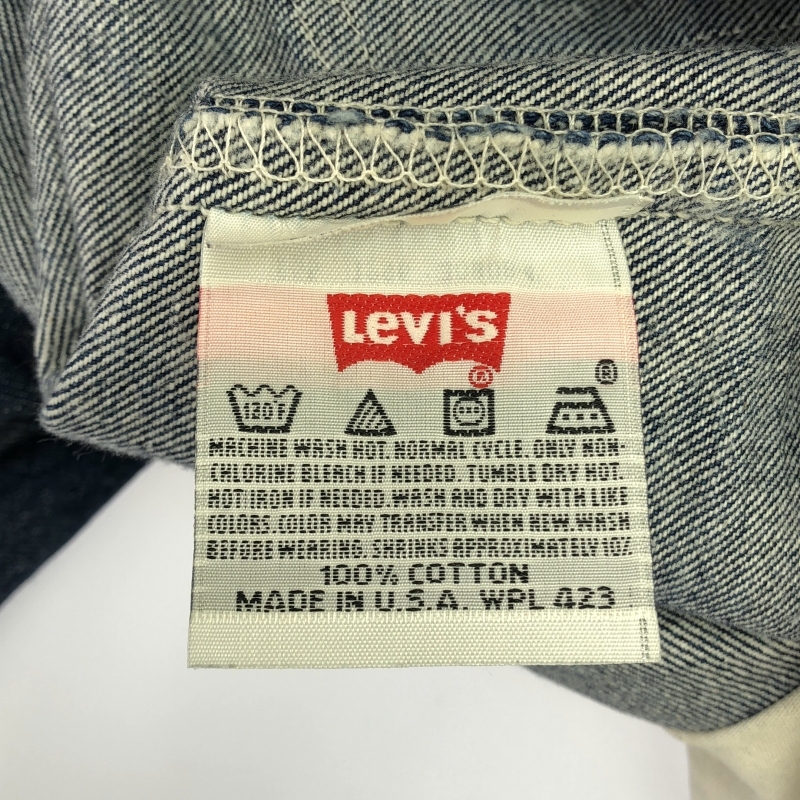 LEVI'S
®
®
120F
MACHINE WASH HOT. NORMAL CYCLE. ONLY NON-
CHLORINE BLEACH IF NEEDED. TUMBLE DRY HOT.
HOT IRON IF NEEDED. WASH AND DRY WITH LIKE
COLORS. COLOR MAY TRANSFER WHEN NEW. WASH
BEFORE WEARING. SHRINKS APPROXIMATELY 10%
100% COTTON
MADE IN U.S.A. WPL 423